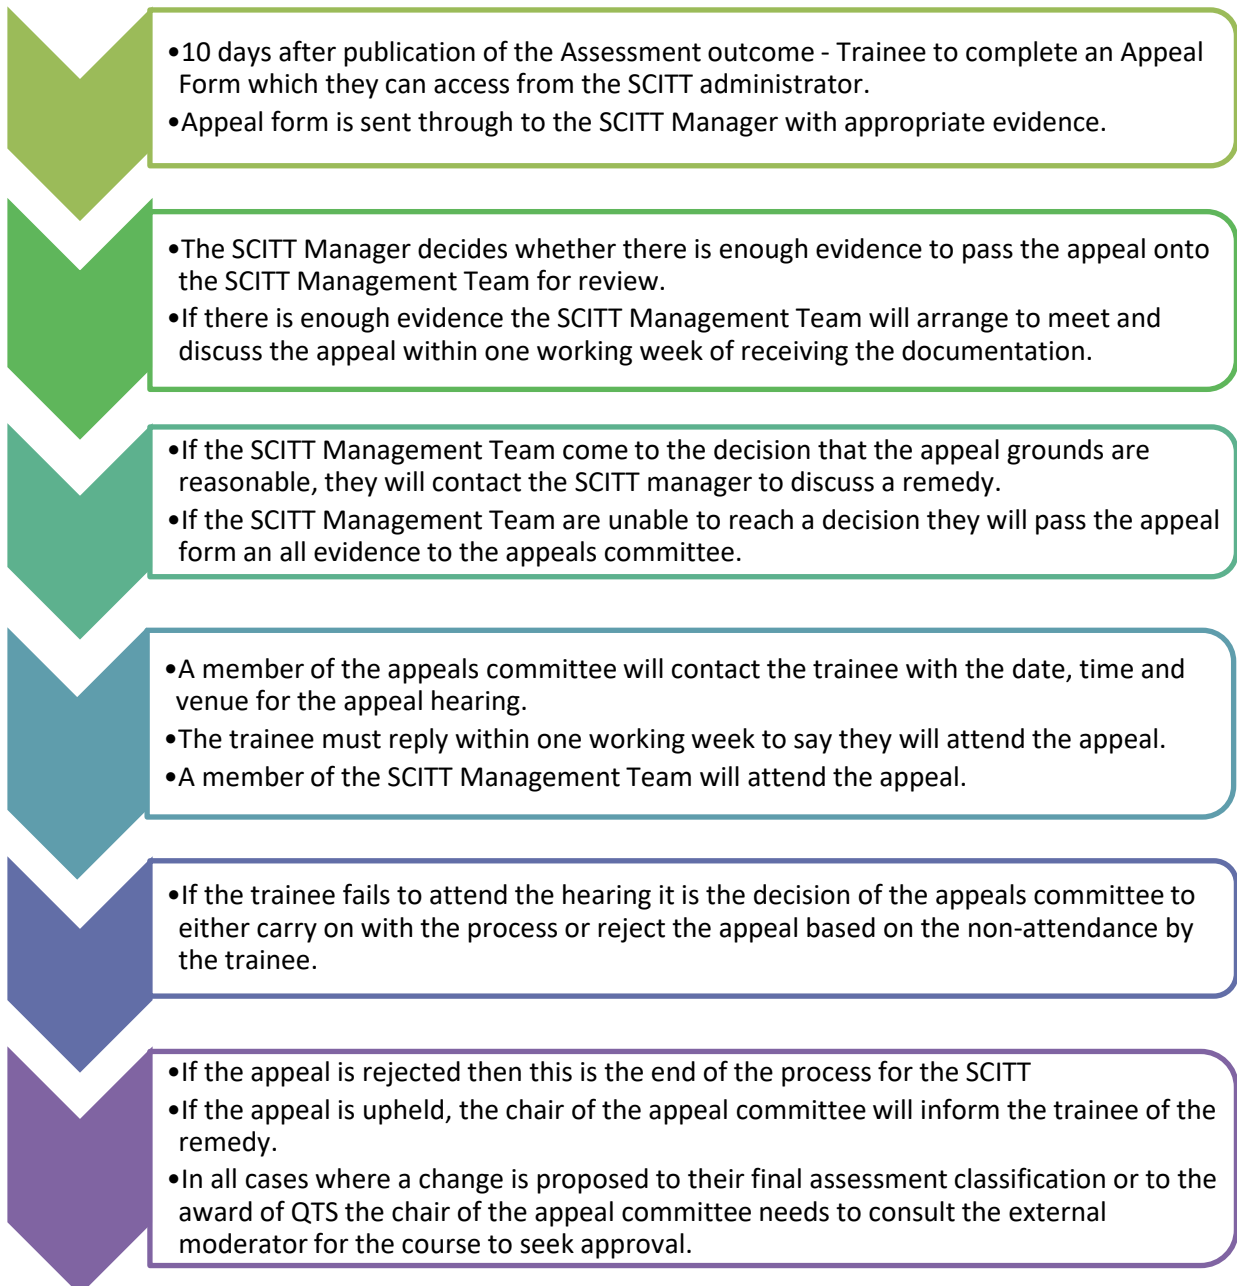 •10 days after publication of the Assessment outcome - Trainee to complete an Appeal
Form which they can access from the SCITT administrator.
•Appeal form is sent through to the SCITT Manager with appropriate evidence.
•The SCITT Manager decides whether there is enough evidence to pass the appeal onto
the SCITT Management Team for review.
•If there is enough evidence the SCITT Management Team will arrange to meet and
discuss the appeal within one working week of receiving the documentation.
•If the SCITT Management Team come to the decision that the appeal grounds are
reasonable, they will contact the SCITT manager to discuss a remedy.
•If the SCITT Management Team are unable to reach a decision they will pass the appeal
form an all evidence to the appeals committee.
•A member of the appeals committee will contact the trainee with the date, time and
venue for the appeal hearing.
•The trainee must reply within one working week to say they will attend the appeal.
•A member of the SCITT Management Team will attend the appeal.
•If the trainee fails to attend the hearing it is the decision of the appeals committee to
either carry on with the process or reject the appeal based on the non-attendance by
the trainee.
•If the appeal is rejected then this is the end of the process for the SCITT
•If the appeal is upheld, the chair of the appeal committee will inform the trainee of the
remedy.
•In all cases where a change is proposed to their final assessment classification or to the
award of QTS the chair of the appeal committee needs to consult the external
moderator for the course to seek approval.